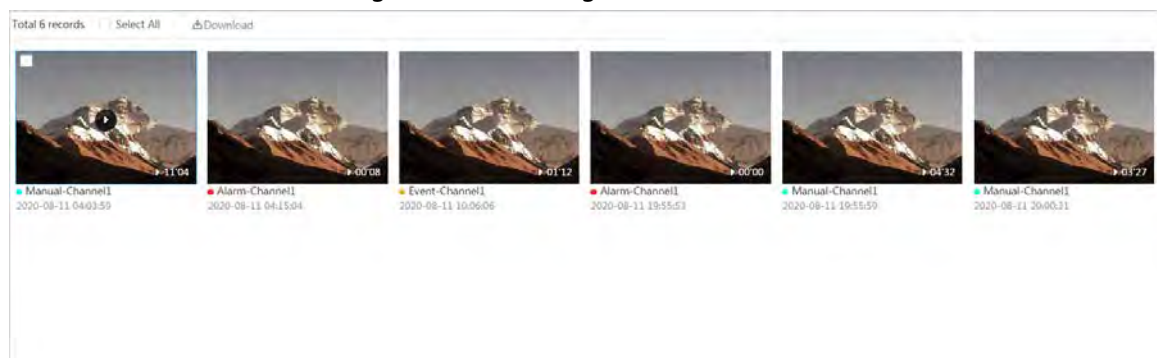 Total 6 records Select All Download
11'04 00'08 01'12 00'00 04'32 03'27
Manual-Channel1 Alarm-Channel1 Event-Channel1 Alarm-Channel1 Manual-Channel1 Manual-Channel1
2020-08-11 04:03:59 2020-08-11 04:15:04 2020-08-11 10:06:06 2020-08-11 19:55:53 2020-08-11 19:55:59 2020-08-11 20:00:31